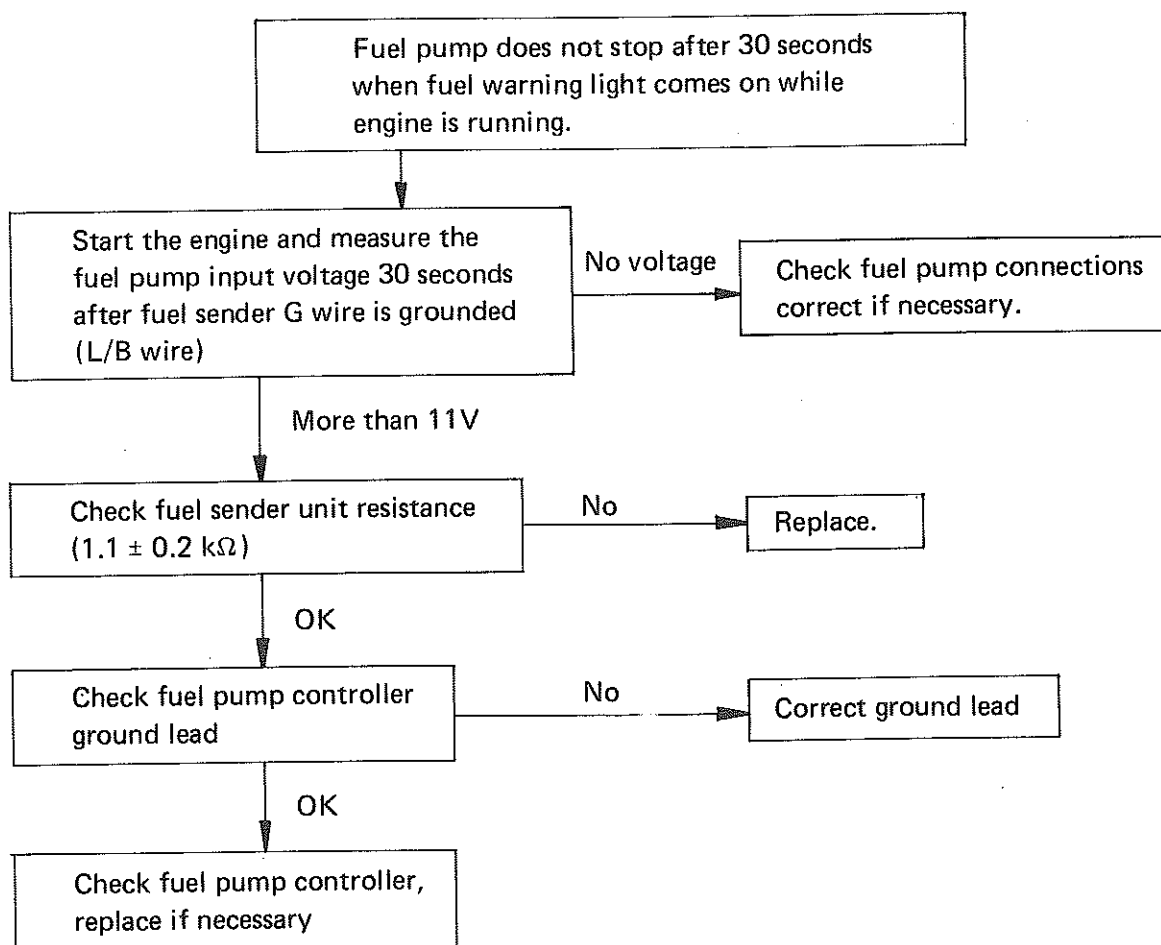 Fuel pump does not stop after 30 seconds
when fuel warning light comes on while
engine is running.
Start the engine and measure the
fuel pump input voltage 30 seconds
after fuel sender G wire is grounded
(L/B wire)
No voltage
Check fuel pump connections
correct if necessary.
More than 11V
Check fuel sender unit resistance
(1.1 ± 0.2 kΩ)
No
Replace.
OK
Check fuel pump controller
ground lead
No
Correct ground lead
OK
Check fuel pump controller,
replace if necessary